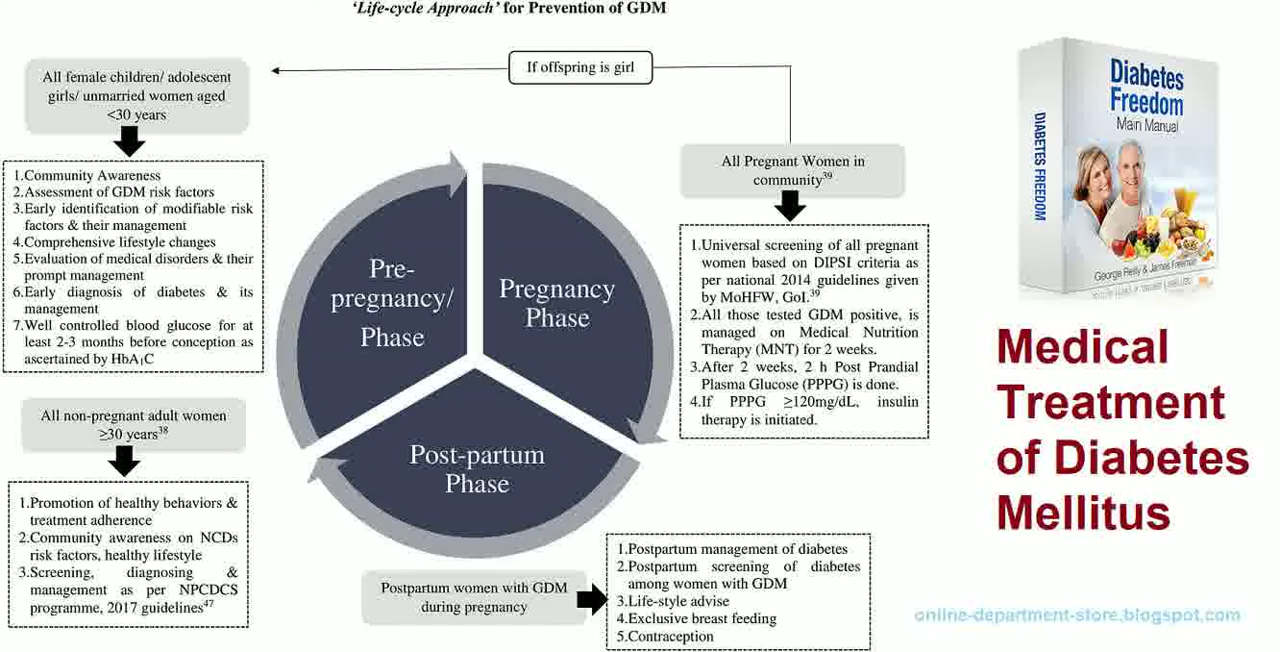 ‘Life-cycle Approach’ for Prevention of GDM
If offspring is girl
All female children/ adolescent
girls/ unmarried women aged
<30 years
1.Community Awareness
2.Assessment of GDM risk factors
3.Early identification of modifiable risk
factors & their management
4.Comprehensive lifestyle changes
5.Evaluation of medical disorders & their
prompt management
6.Early diagnosis of diabetes & its
management
7.Well controlled blood glucose for at
least 2-3 months before conception as
ascertained by HbA1C
All non-pregnant adult women
≥30 years38
1.Promotion of healthy behaviors &
treatment adherence
2.Community awareness on NCDs
risk factors, healthy lifestyle
3.Screening, diagnosing &
management as per NPCDCS
programme, 2017 guidelines47
Pre-
pregnancy/
Phase
Pregnancy
Phase
Post-partum
Phase
All Pregnant Women in
community39
1.Universal screening of all pregnant
women based on DIPSI criteria as
per national 2014 guidelines given
by MoHFW, GoI.39
2.All those tested GDM positive, is
managed on Medical Nutrition
Therapy (MNT) for 2 weeks.
3.After 2 weeks, 2 h Post Prandial
Plasma Glucose (PPPG) is done.
4.If PPPG ≥120mg/dL, insulin
therapy is initiated.
Postpartum women with GDM
during pregnancy
1.Postpartum management of diabetes
2.Postpartum screening of diabetes
among women with GDM
3.Life-style advise
4.Exclusive breast feeding
5.Contraception
DIABETES FREEDOM
Diabetes
Freedom
Main Manual
George Reilly & James Freeman
Medical
Treatment
of Diabetes
Mellitus
online-department-store.blogspot.com